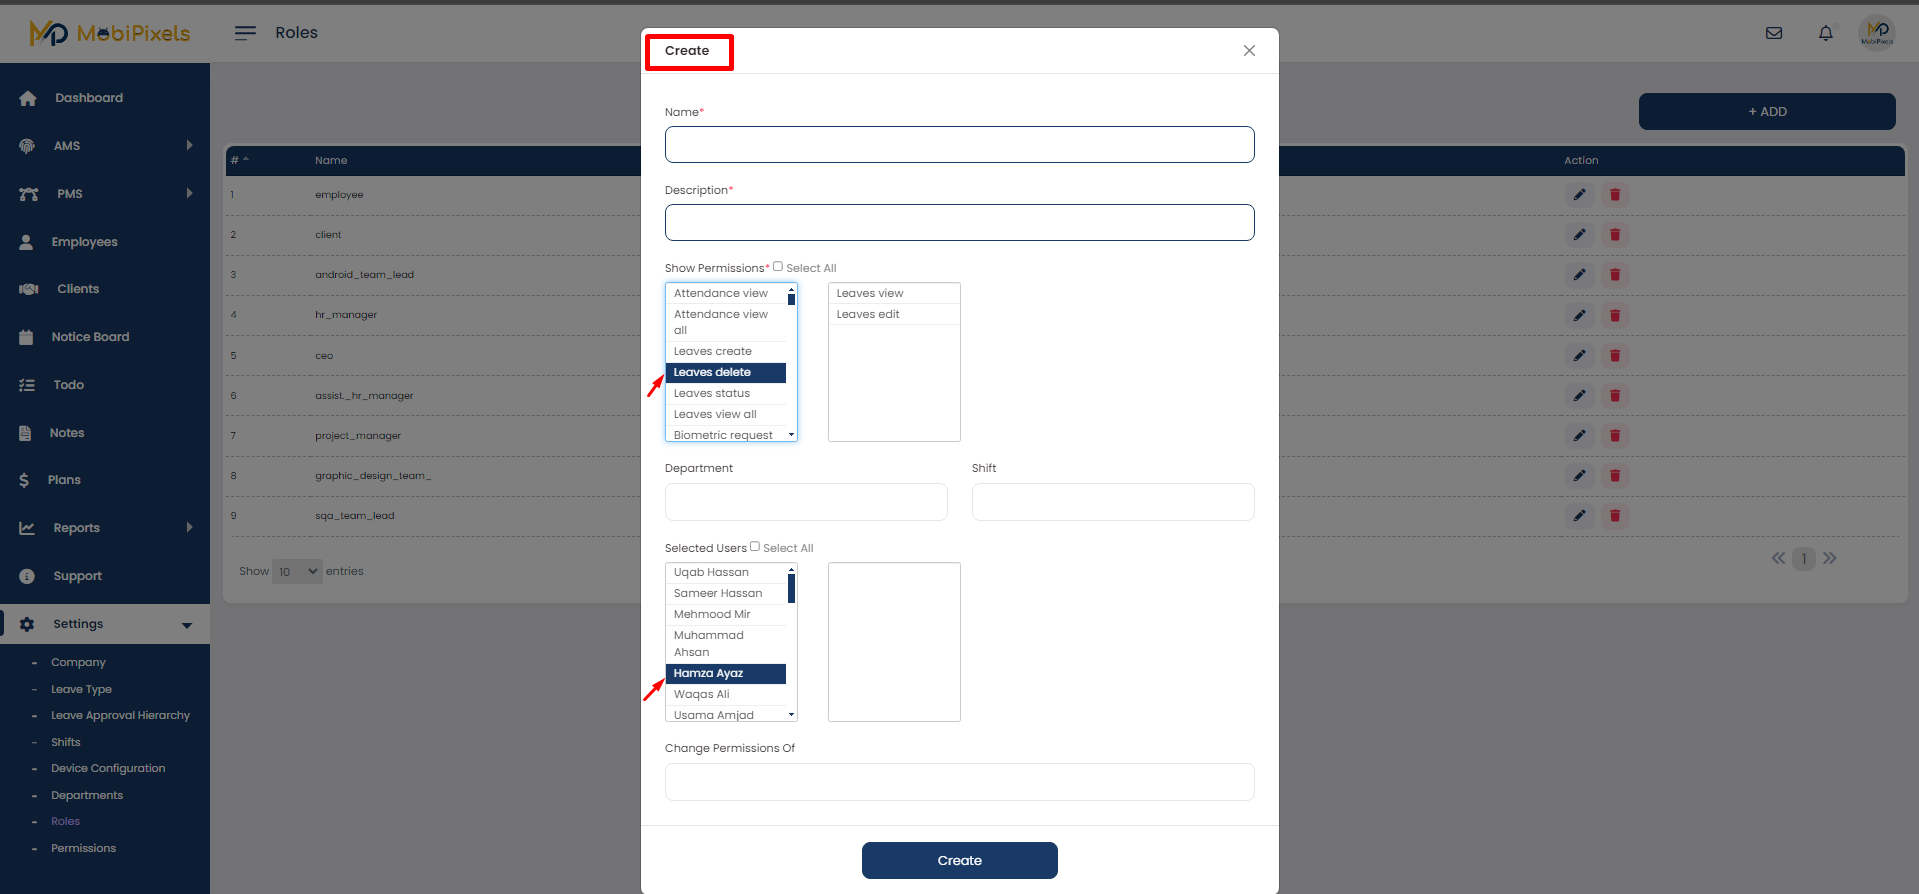 MobiPixels
Roles
MobiPixels
Dashboard
AMS
PMS
Employees
Clients
Notice Board
Todo
Notes
Plans
Reports
Support
Settings
- Company
- Leave Type
- Leave Approval Hierarchy
- Shifts
- Device Configuration
- Departments
- Roles
- Permissions
+ ADD
# Name Action
1 employee
2 client
3 android_team_lead
4 hr_manager
5 ceo
6 assist._hr_manager
7 project_manager
8 graphic_design_team_
9 sqa_team_lead
Show 10 entries
1
Create
Name*
Description*
Show Permissions* Select All
Attendance view
Attendance view
all
Leaves create
Leaves delete
Leaves status
Leaves view all
Biometric request
Leaves view
Leaves edit
Department Shift
Selected Users Select All
Uqab Hassan
Sameer Hassan
Mehmood Mir
Muhammad
Ahsan
Hamza Ayaz
Waqas Ali
Usama Amjad
Change Permissions Of
Create